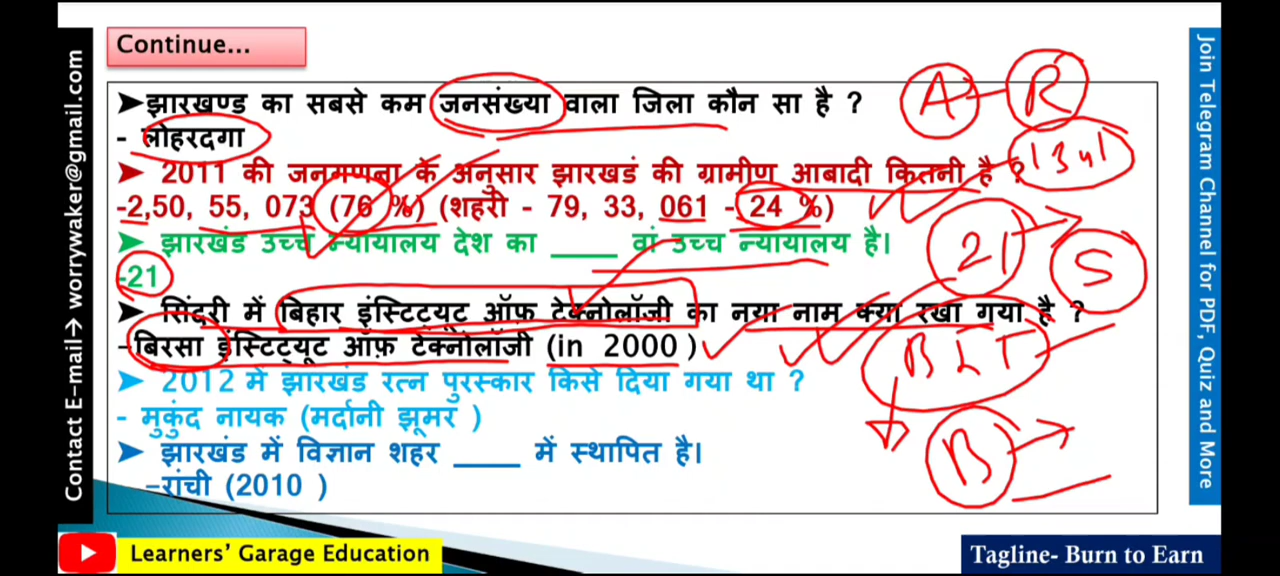 Continue...
➤झारखण्ड का सबसे कम जनसंख्या वाला जिला कौन सा है ?
- लोहरदगा
➤ 2011 की जनगणना के अनुसार झारखडं की ग्रामीण आबादी कितनी है ?
-2,50, 55, 073 (76 %) (शहरी - 79, 33, 061 - 24 %)
➤ झारखंड उच्च न्यायालय देश का ____ वां उच्च न्यायालय है।
-21
➤ सिंदरी में बिहार इंस्टिट्यूट ऑफ़ टेक्नोलॉजी का नया नाम क्या रखा गया है ?
-बिरसा इंस्टिट्यूट ऑफ़ टेक्नोलॉजी (in 2000 )
➤ 2012 में झारखंड रत्न पुरस्कार किसे दिया गया था ?
- मुकुंद नायक (मर्दानी झूमर )
➤ झारखंड में विज्ञान शहर ____ में स्थापित है।
-रांची (2010 )
A - R
21
S
BIT
B
Contact E-mail→ worrywaker@gmail.com
Join Telegram Channel for PDF, Quiz and More
Learners' Garage Education
Tagline- Burn to Earn